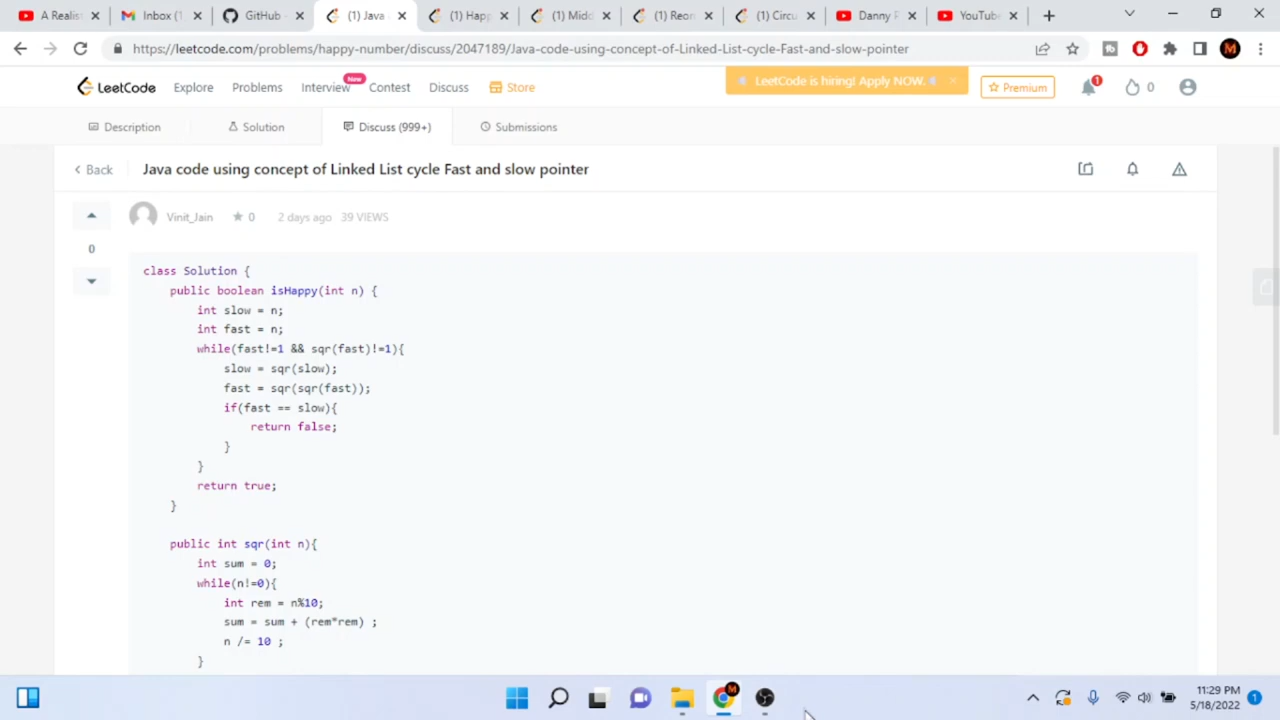 A Realis
Inbox (1
GitHub -
(1) Java
(1) Happ
(1) Midd
(1) Reor
(1) Circu
Danny P
YouTube
https://leetcode.com/problems/happy-number/discuss/2047189/Java-code-using-concept-of-Linked-List-cycle-Fast-and-slow-pointer
M
LeetCode
Explore
Problems
Interview
New
Contest
Discuss
Store
LeetCode is hiring! Apply NOW.
Premium
1
0
Description
Solution
Discuss (999+)
Submissions
Back
Java code using concept of Linked List cycle Fast and slow pointer
Vinit_Jain
0
2 days ago
39 VIEWS
0
class Solution {
public boolean isHappy(int n) {
int slow = n;
int fast = n;
while(fast!=1 && sqr(fast)!=1){
slow = sqr(slow);
fast = sqr(sqr(fast));
if(fast == slow){
return false;
}
}
return true;
}
public int sqr(int n){
int sum = 0;
while(n!=0){
int rem = n%10;
sum = sum + (rem*rem) ;
n /= 10 ;
}
M
11:29 PM
5/18/2022
1